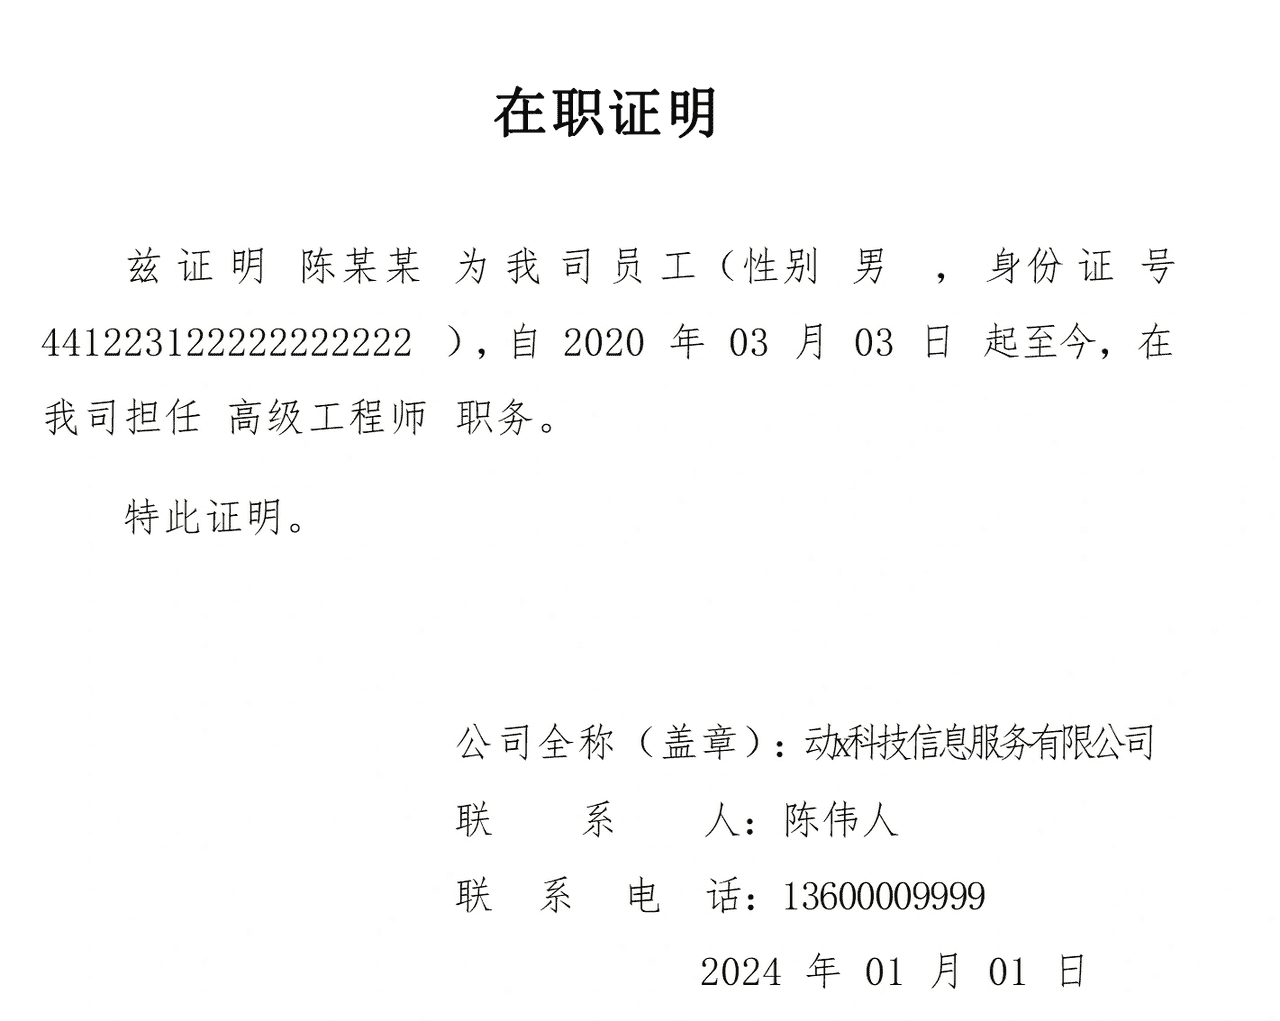 在职证明
兹证明 陈某某 为我司员工（性别 男 ，身份证号
441223122222222222 ），自 2020 年 03 月 03 日 起至今，在
我司担任 高级工程师 职务。
特此证明。
公司全称（盖章）：动x科技信息服务有限公司
联系人：陈伟人
联系电话：13600009999
2024 年 01 月 01 日